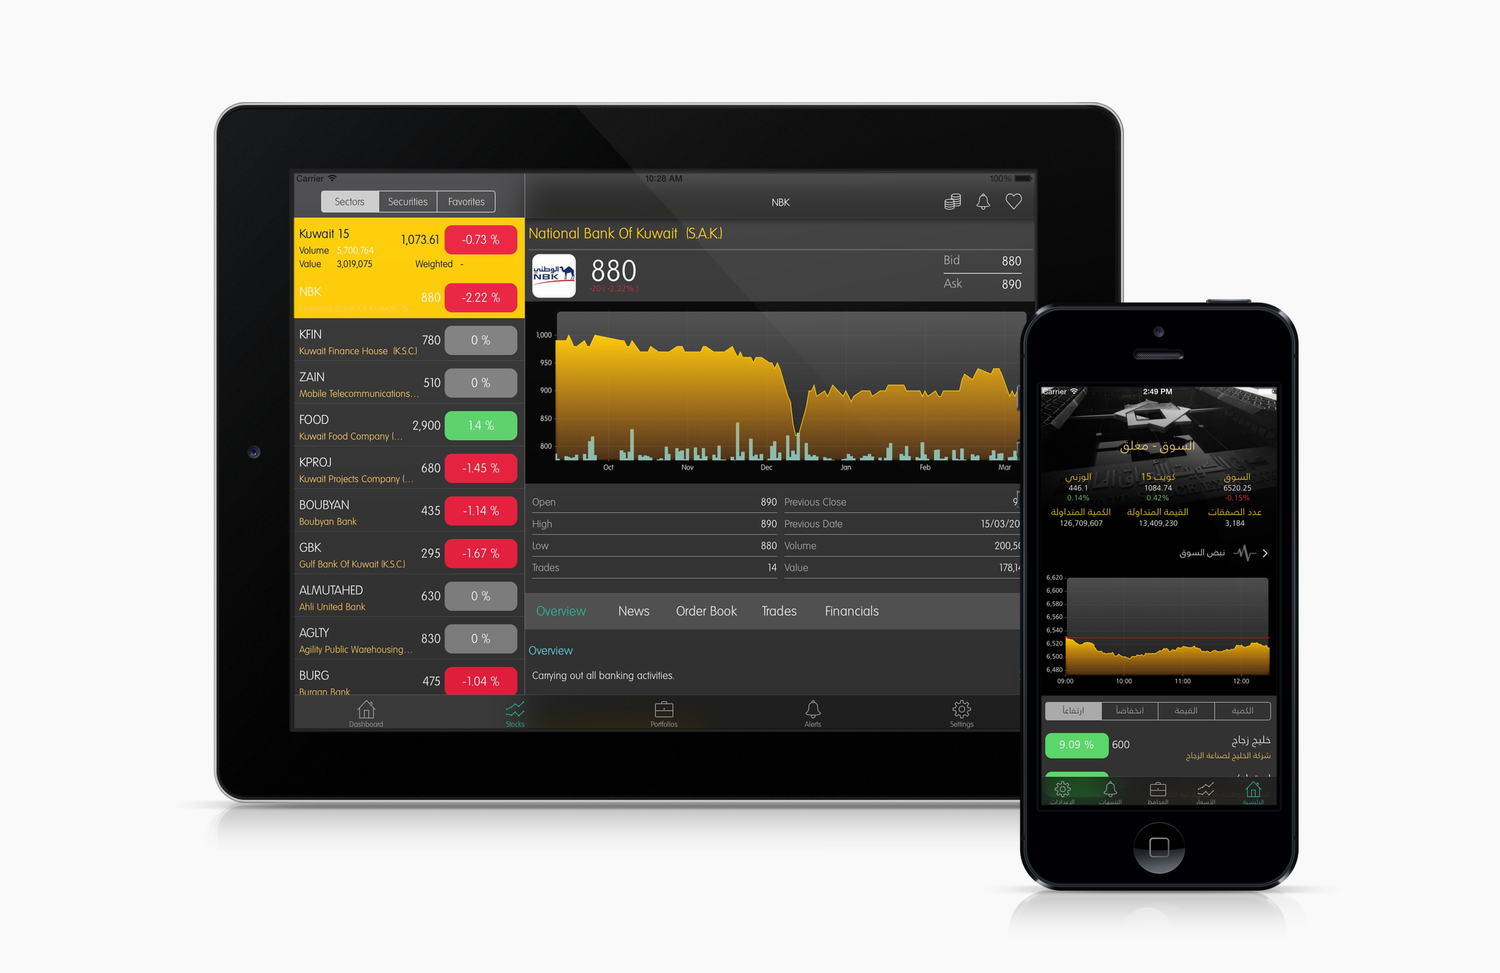 Carrier
10:28 AM
100%
Sectors
Securities
Favorites
NBK
Kuwait 15
1,073.61
-0.73 %
Volume 5,700,764
Value 3,019,075
Weighted -
NBK
880
-2.22 %
KFIN
780
0 %
Kuwait Finance House (K.S.C)
ZAIN
510
0 %
Mobile Telecommunications...
FOOD
2,900
1.4 %
Kuwait Food Company (...
KPROJ
680
-1.45 %
Kuwait Projects Company (...
BOUBYAN
435
-1.14 %
Boubyan Bank
GBK
295
-1.67 %
Gulf Bank Of Kuwait (K.S.C.)
ALMUTAHED
630
0 %
Ahli United Bank
AGLTY
830
0 %
Agility Public Warehousing...
BURG
475
-1.04 %
Burgan Bank
National Bank Of Kuwait (S.A.K.)
الوطني
NBK
880
-20 ( -2.22% )
Bid 880
Ask 890
1,000
950
900
850
800
Oct
Nov
Dec
Jan
Feb
Mar
Open 890
Previous Close 9
High 890
Previous Date 15/03/20
Low 880
Volume 200,50
Trades 14
Value 178,14
Overview
News
Order Book
Trades
Financials
Overview
Carrying out all banking activities.
Dashboard
Stocks
Portfolios
Alerts
Settings
Carrier
2:49 PM
السوق - مغلق
السوق
كويت 15
الوزني
6520.25
1084.74
446.1
-0.15%
0.42%
0.14%
عدد الصفقات
القيمة المتداولة
الكمية المتداولة
3,184
13,409,230
126,709,607
نبض السوق
6,620
6,600
6,580
6,560
6,540
6,520
6,500
6,480
09:00
10:00
11:00
12:00
الكمية
القيمة
انخفاضاً
ارتفاعاً
خليج زجاج
600
9.09 %
شركة الخليج لصناعة الزجاج
الرئيسية
الأسعار
المحافظ
التنبيهات
الإعدادات